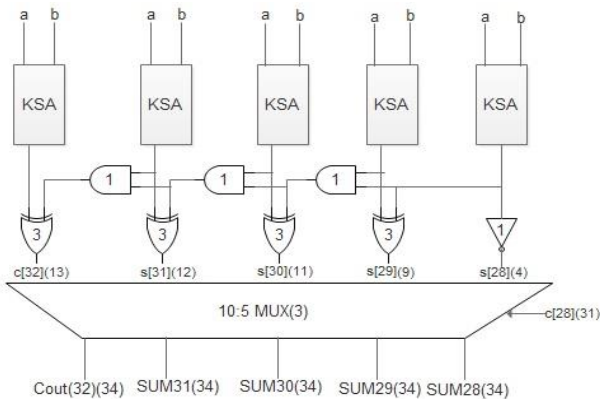 a b a b a b a b a b
KSA KSA KSA KSA KSA
1 1 1
3 3 3 3 1
c[32](13) s[31](12) s[30](11) s[29](9) s[28](4)
10:5 MUX(3)
c[28](31)
Cout(32)(34) SUM31(34) SUM30(34) SUM29(34) SUM28(34)